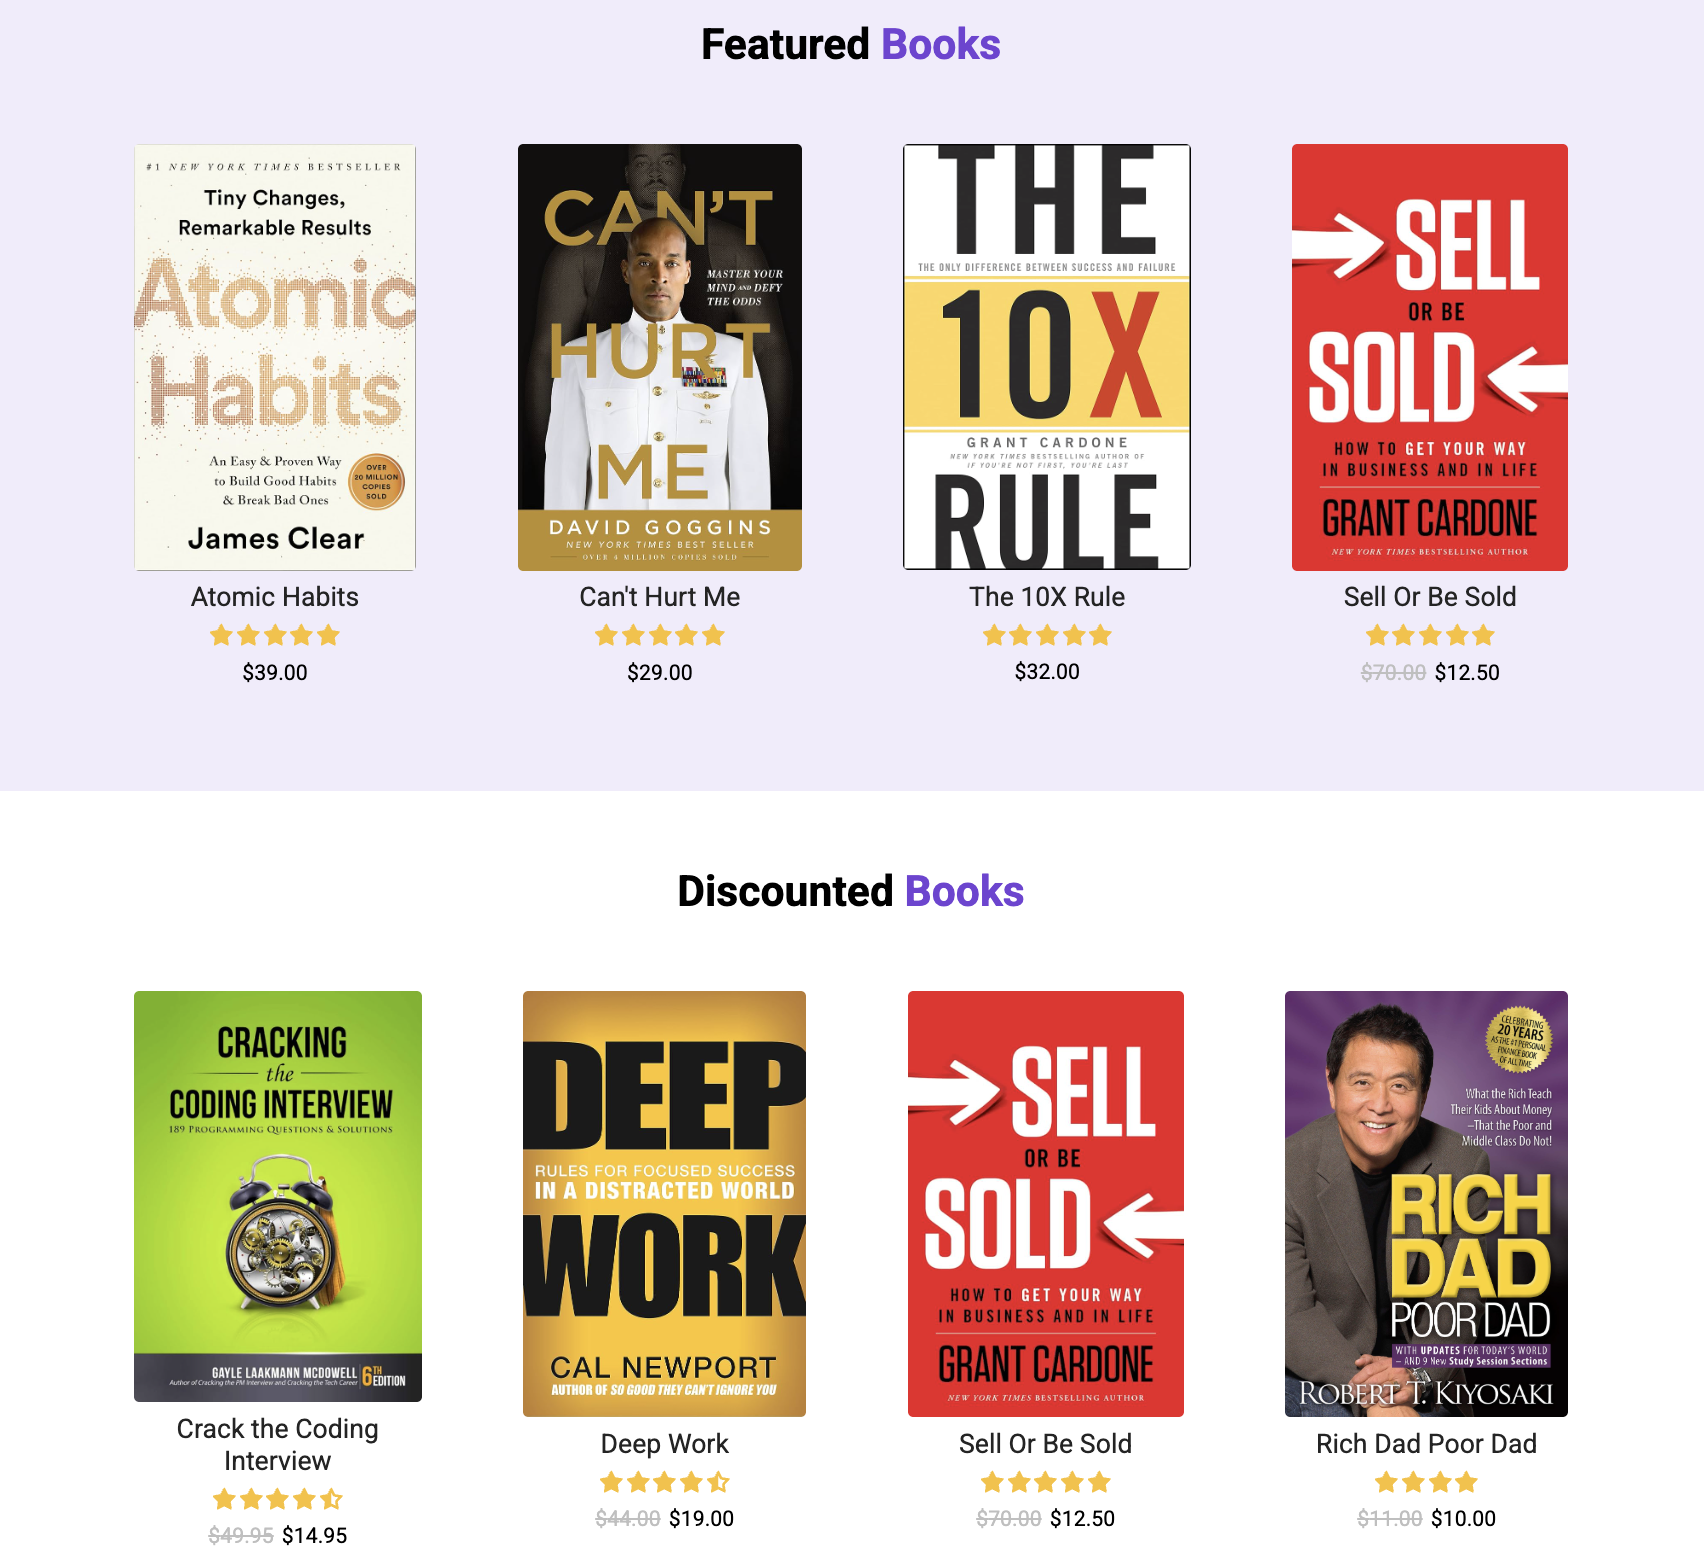 Featured Books
#1 NEW YORK TIMES BESTSELLER
Tiny Changes,
Remarkable Results
Atomic
Habits
An Easy & Proven Way
to Build Good Habits
& Break Bad Ones
OVER
20 MILLION
COPIES
SOLD
James Clear
Atomic Habits
$39.00
CAN'T
MASTER YOUR
MIND AND DEFY
THE ODDS
HURT
ME
DAVID GOGGINS
NEW YORK TIMES BEST SELLER
MILLION COPIES SOLD
Can't Hurt Me
$29.00
THE
THE ONLY DIFFERENCE BETWEEN SUCCESS AND FAILURE
10X
GRANT CARDONE
NEW YORK TIMES BESTSELLING AUTHOR OF
IF YOU'RE NOT FIRST, YOU'RE LAST
RULE
The 10X Rule
$32.00
SELL
OR BE
SOLD
HOW TO GET YOUR WAY
IN BUSINESS AND IN LIFE
GRANT CARDONE
NEW YORK TIMES BESTSELLING AUTHOR
Sell Or Be Sold
$70.00 $12.50
Discounted Books
CRACKING
the
CODING INTERVIEW
189 PROGRAMMING QUESTIONS & SOLUTIONS
GAYLE LAAKMANN MCDOWELL
Author of Cracking the PM Interview and Cracking the Tech Career
6TH
EDITION
Crack the Coding
Interview
$49.95 $14.95
DEEP
RULES FOR FOCUSED SUCCESS
IN A DISTRACTED WORLD
WORK
CAL NEWPORT
AUTHOR OF SO GOOD THEY CAN'T IGNORE YOU
Deep Work
$44.00 $19.00
SELL
OR BE
SOLD
HOW TO GET YOUR WAY
IN BUSINESS AND IN LIFE
GRANT CARDONE
NEW YORK TIMES BESTSELLING AUTHOR
Sell Or Be Sold
$70.00 $12.50
CELEBRATING
20 YEARS
AS THE #1 PERSONAL
FINANCE BOOK
OF ALL TIME
What the Rich Teach
Their Kids About Money
–That the Poor and
Middle Class Do Not!
RICH
DAD
POOR DAD
WITH UPDATES FOR TODAY'S WORLD
– AND 9 New Study Session Sections
ROBERT T. KIYOSAKI
Rich Dad Poor Dad
$11.00 $10.00